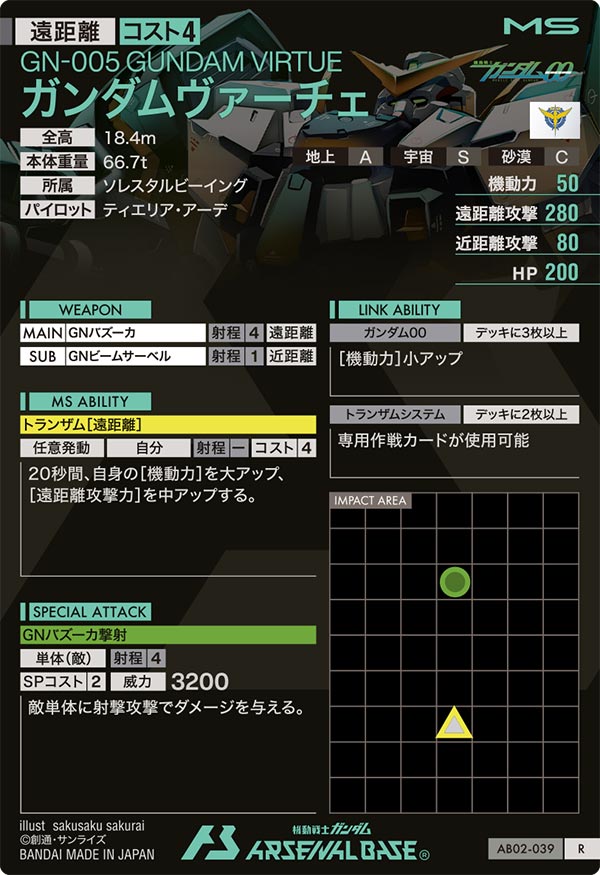 遠距離 コスト4 MS
GN-005 GUNDAM VIRTUE
機動戦士ガンダム00
ガンダムヴァーチェ
全高 18.4m
本体重量 66.7t
所属 ソレスタルビーイング
パイロット ティエリア・アーデ
地上 A 宇宙 S 砂漠 C
機動力 50
遠距離攻撃 280
近距離攻撃 80
HP 200
WEAPON
MAIN GNバズーカ 射程 4 遠距離
SUB GNビームサーベル 射程 1 近距離
MS ABILITY
トランザム[遠距離]
任意発動 自分 射程 ー コスト 4
20秒間、自身の[機動力]を大アップ、
[遠距離攻撃力]を中アップする。
SPECIAL ATTACK
GNバズーカ撃射
単体(敵) 射程 4
SPコスト 2 威力 3200
敵単体に射撃攻撃でダメージを与える。
LINK ABILITY
ガンダム00 デッキに3枚以上
[機動力]小アップ
トランザムシステム デッキに2枚以上
専用作戦カードが使用可能
IMPACT AREA
illust sakusaku sakurai
©創通・サンライズ
BANDAI MADE IN JAPAN
機動戦士ガンダム
AB ARSENAL BASE®
AB02-039 R